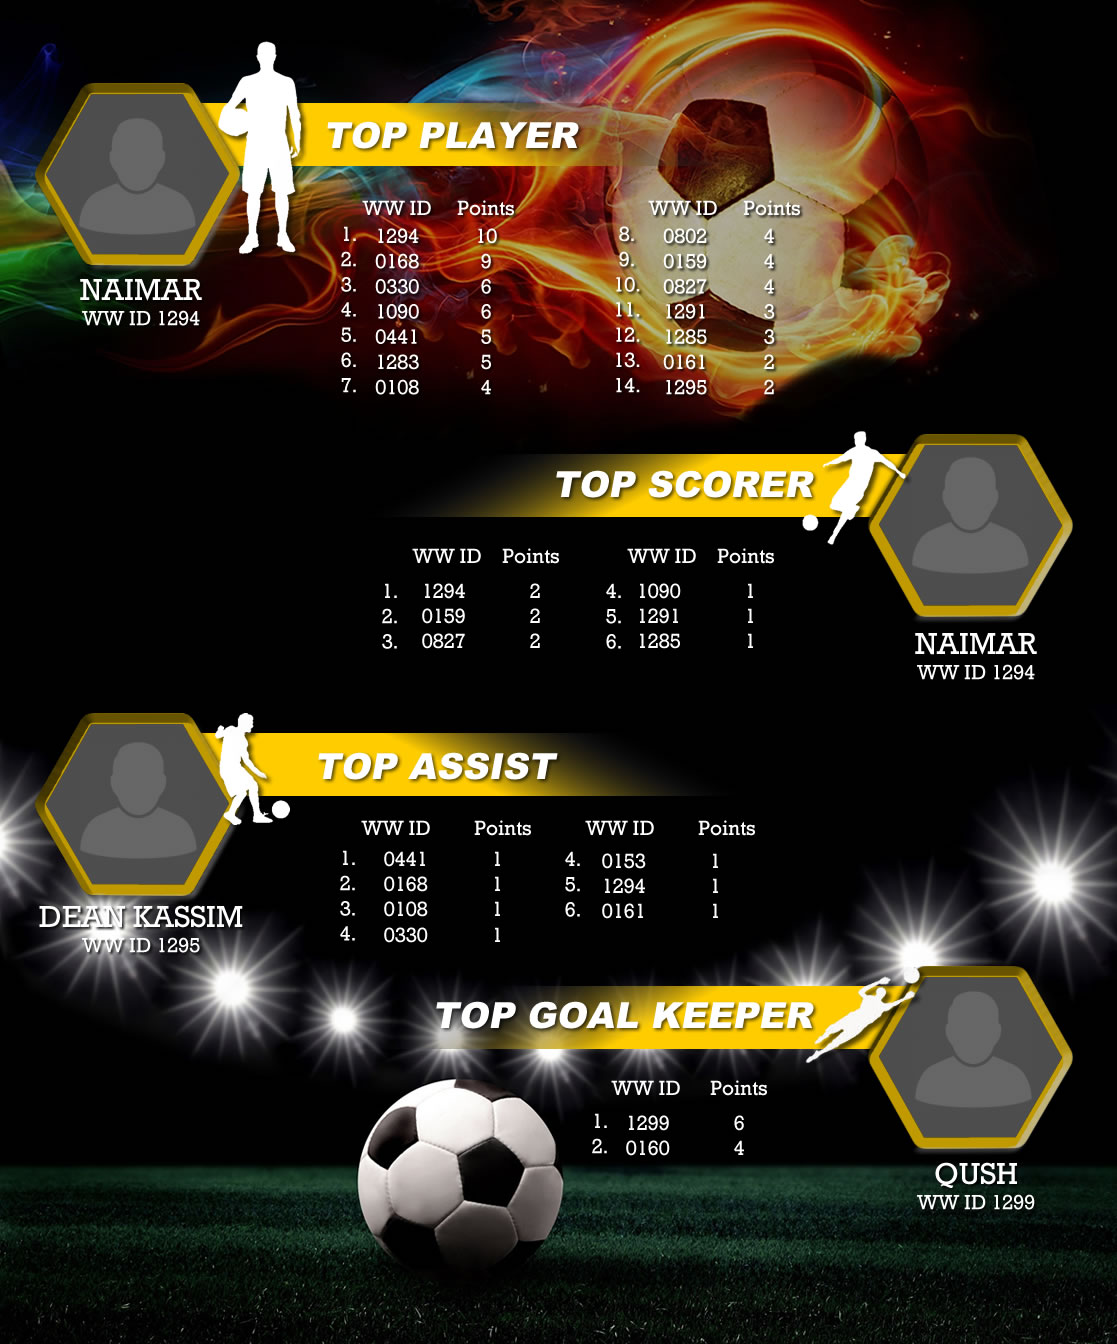 TOP PLAYER
NAIMAR
WW ID 1294
WW ID Points WW ID Points
1. 1294 10 8. 0802 4
2. 0168 9 9. 0159 4
3. 0330 6 10. 0827 4
4. 1090 6 11. 1291 3
5. 0441 5 12. 1285 3
6. 1283 5 13. 0161 2
7. 0108 4 14. 1295 2
TOP SCORER
WW ID Points WW ID Points
1. 1294 2 4. 1090 1
2. 0159 2 5. 1291 1
3. 0827 2 6. 1285 1
NAIMAR
WW ID 1294
TOP ASSIST
DEAN KASSIM
WW ID 1295
WW ID Points WW ID Points
1. 0441 1 4. 0153 1
2. 0168 1 5. 1294 1
3. 0108 1 6. 0161 1
4. 0330 1
TOP GOAL KEEPER
WW ID Points
1. 1299 6
2. 0160 4
QUSH
WW ID 1299